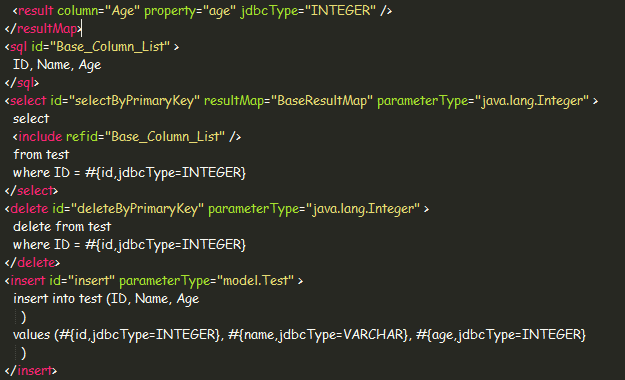 <result column="Age" property="age" jdbcType="INTEGER" />
</resultMap>
<sql id="Base_Column_List" >
ID, Name, Age
</sql>
<select id="selectByPrimaryKey" resultMap="BaseResultMap" parameterType="java.lang.Integer" >
select
<include refid="Base_Column_List" />
from test
where ID = #{id,jdbcType=INTEGER}
</select>
<delete id="deleteByPrimaryKey" parameterType="java.lang.Integer" >
delete from test
where ID = #{id,jdbcType=INTEGER}
</delete>
<insert id="insert" parameterType="model.Test" >
insert into test (ID, Name, Age
)
values (#{id,jdbcType=INTEGER}, #{name,jdbcType=VARCHAR}, #{age,jdbcType=INTEGER}
)
</insert>